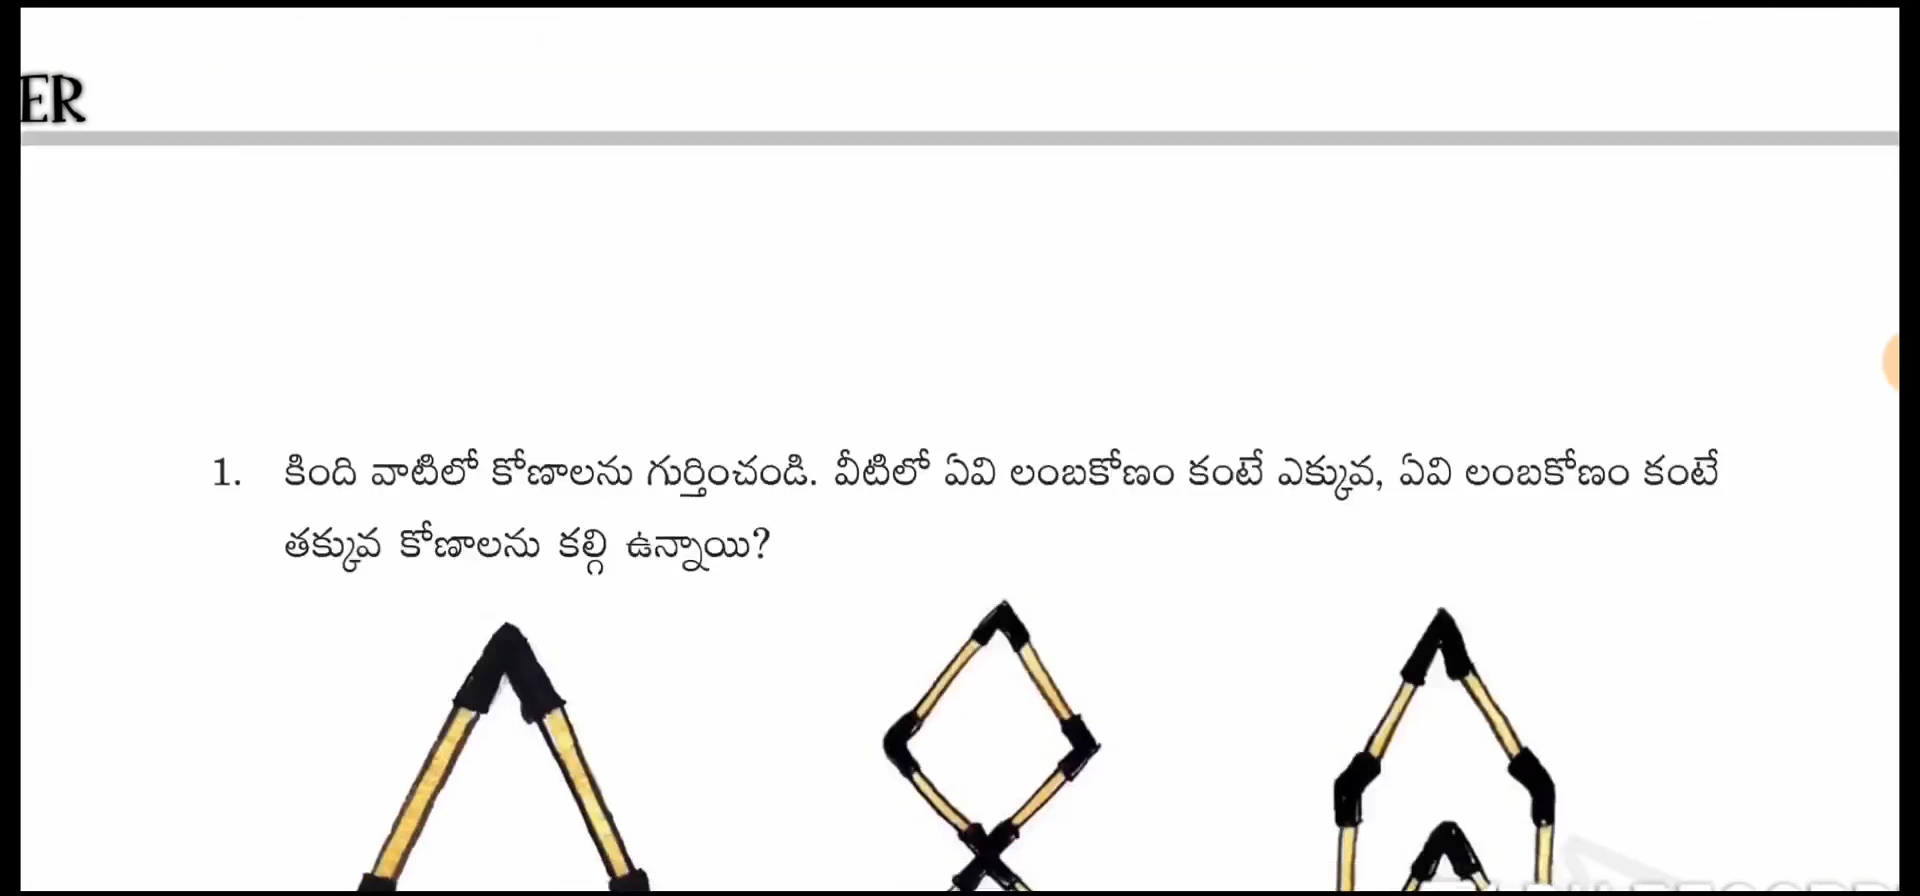 ER
1. కింది వాటిలో కోణాలను గుర్తించండి. వీటిలో ఏవి లంబకోణం కంటే ఎక్కువ, ఏవి లంబకోణం కంటే
తక్కువ కోణాలను కల్గి ఉన్నాయి?